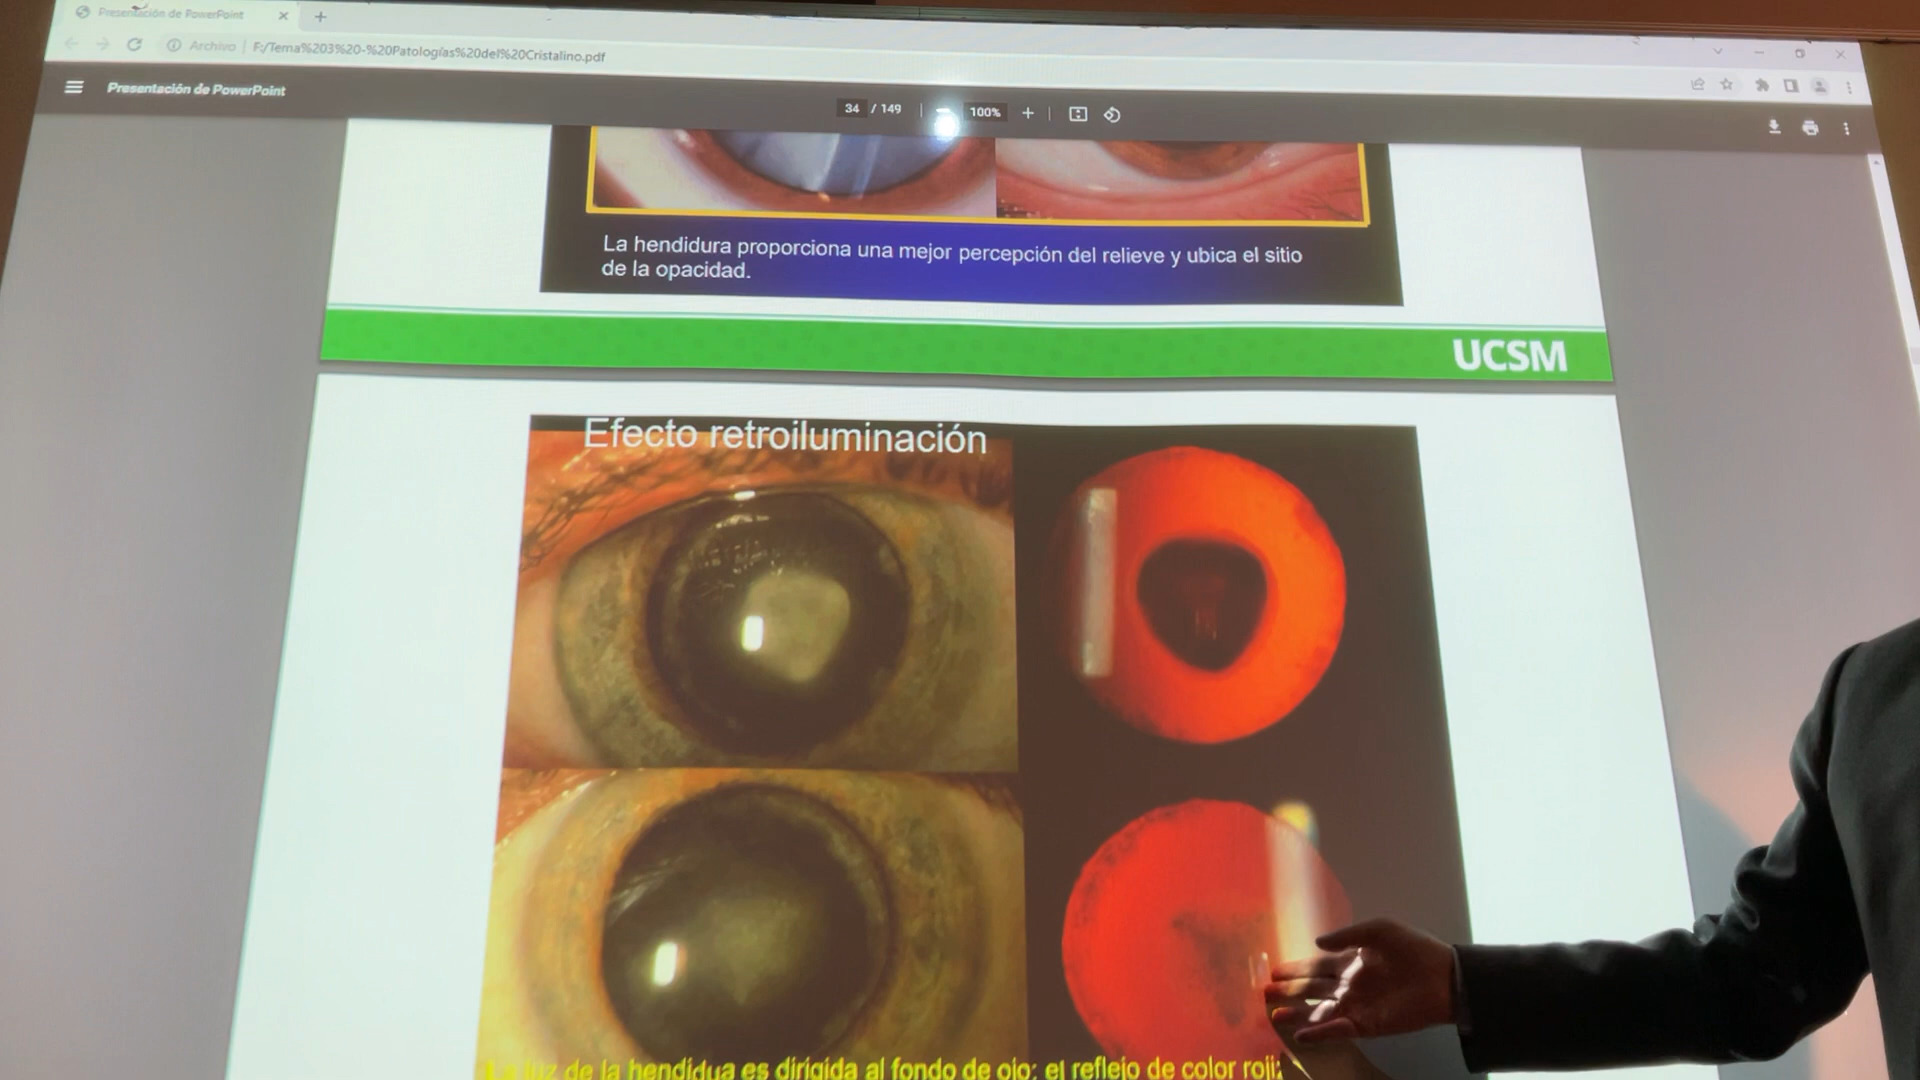 Presentación de PowerPoint
Archivo
F:/Tema%203%20-%20Patologías%20del%20Cristalino.pdf
Presentación de PowerPoint
34 / 149
100%
La hendidura proporciona una mejor percepción del relieve y ubica el sitio
de la opacidad.
UCSM
Efecto retroiluminación
luz de la hendidua es dirigida al fondo de ojo; el reflejo de color